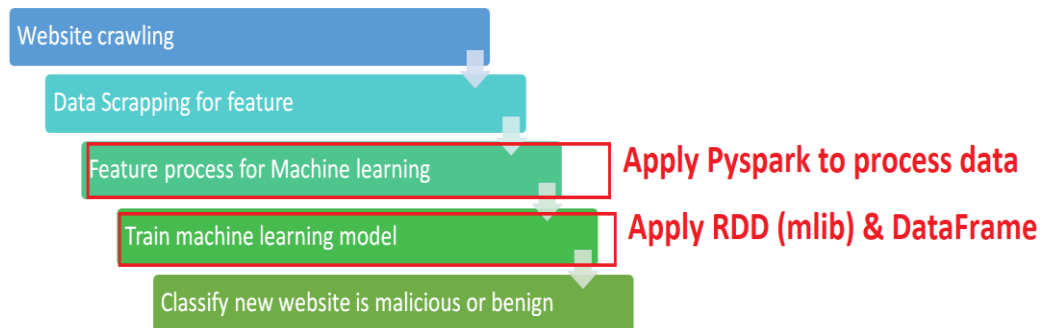 Website crawling
Data Scrapping for feature
Feature process for Machine learning
Apply Pyspark to process data
Train machine learning model
Apply RDD (mlib) & DataFrame
Classify new website is malicious or benign